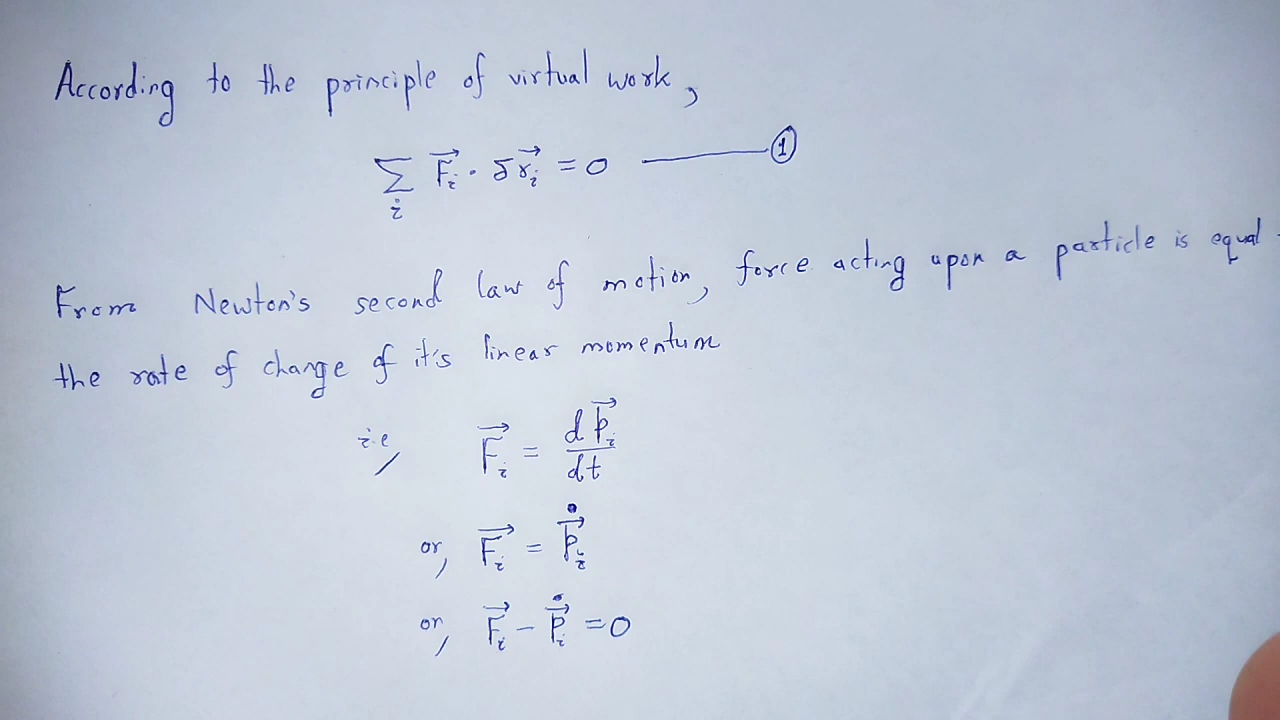 According to the principle of virtual work,
∑ᵢ F⃗ᵢ · δr⃗ᵢ = 0 ——— ①
From Newton's second law of motion, force acting upon a particle is equal
the rate of change of it's linear momentum
i.e, F⃗ᵢ = dp⃗ᵢ/dt
or, F⃗ᵢ = ṗ⃗ᵢ
or, F⃗ᵢ − ṗ⃗ᵢ = 0